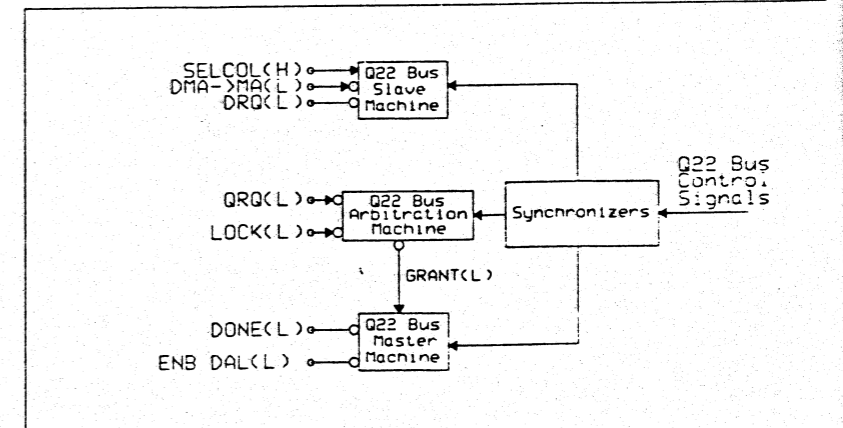 SELCOL(H)
DMA->MA(L)
DRQ(L)
Q22 Bus
Slave
Machine
Q22 Bus
Control
Signals
QRQ(L)
LOCK(L)
Q22 Bus
Arbitration
Machine
Synchronizers
GRANT(L)
DONE(L)
ENB DAL(L)
Q22 Bus
Master
Machine